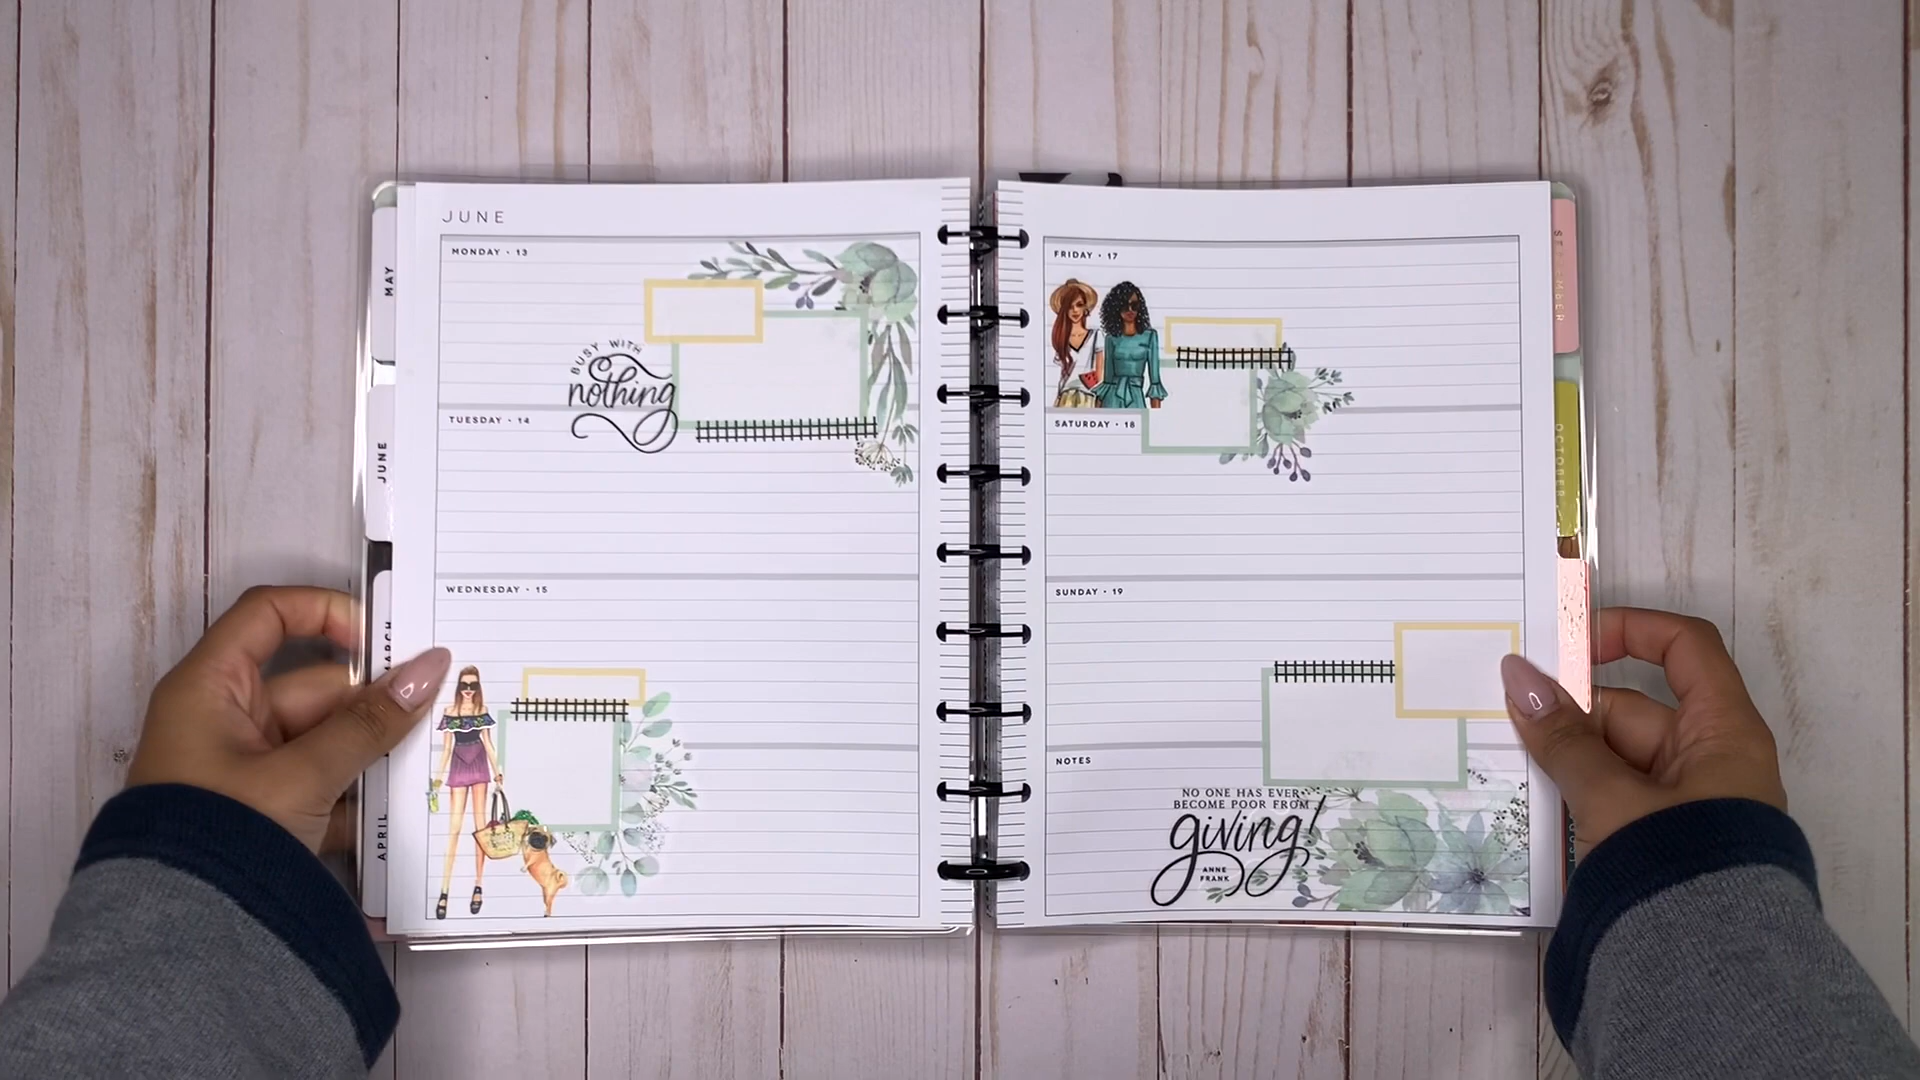 JUNE
MONDAY • 13
BUSY WITH
nothing
TUESDAY • 14
WEDNESDAY • 15
FRIDAY • 17
SATURDAY • 18
SUNDAY • 19
NOTES
NO ONE HAS EVER
BECOME POOR FROM
giving!
ANNE
FRANK
MAY
JUNE
MARCH
APRIL
SEPTEMBER
OCTOBER